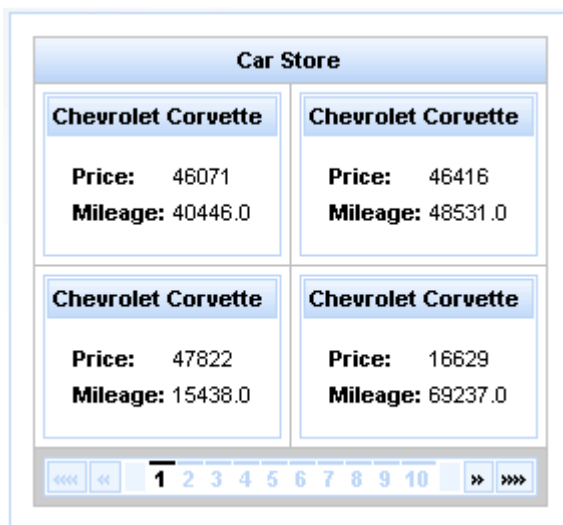 Car Store
Chevrolet Corvette Chevrolet Corvette
Price: 46071 Price: 46416
Mileage: 40446.0 Mileage: 48531.0
Chevrolet Corvette Chevrolet Corvette
Price: 47822 Price: 16629
Mileage: 15438.0 Mileage: 69237.0
«« « 1 2 3 4 5 6 7 8 9 10 » »»